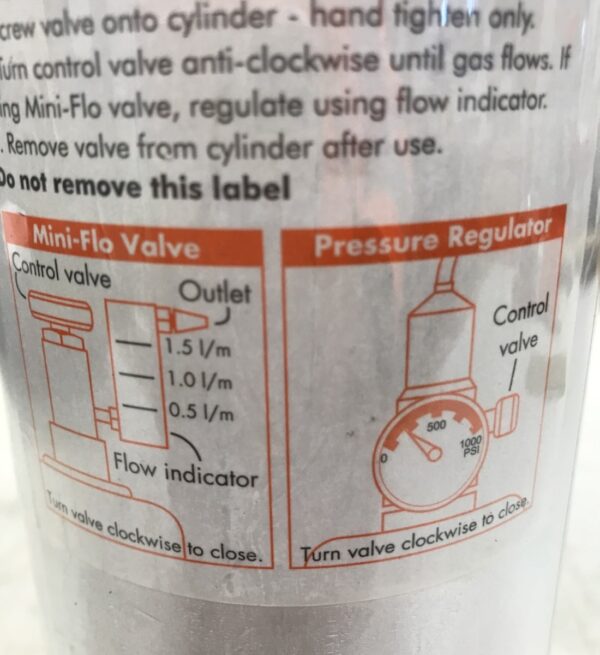 crew valve onto cylinder - hand tighten only.
Turn control valve anti-clockwise until gas flows. If
ing Mini-Flo valve, regulate using flow indicator.
. Remove valve from cylinder after use.
Do not remove this label
Mini-Flo Valve
Control valve
Outlet
1.5 l/m
1.0 l/m
0.5 l/m
Flow indicator
Turn valve clockwise to close.
Pressure Regulator
Control
valve
0
500
1000
PSI
Turn valve clockwise to close.